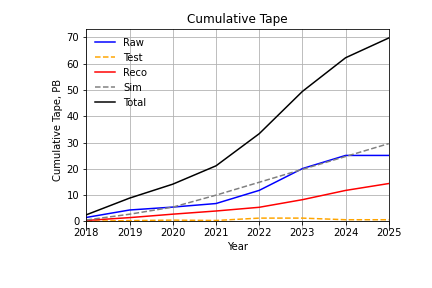 Cumulative Tape
70
60
50
40
30
20
10
0
Cumulative Tape, PB
Raw
Test
Reco
Sim
Total
2018 2019 2020 2021 2022 2023 2024 2025
Year